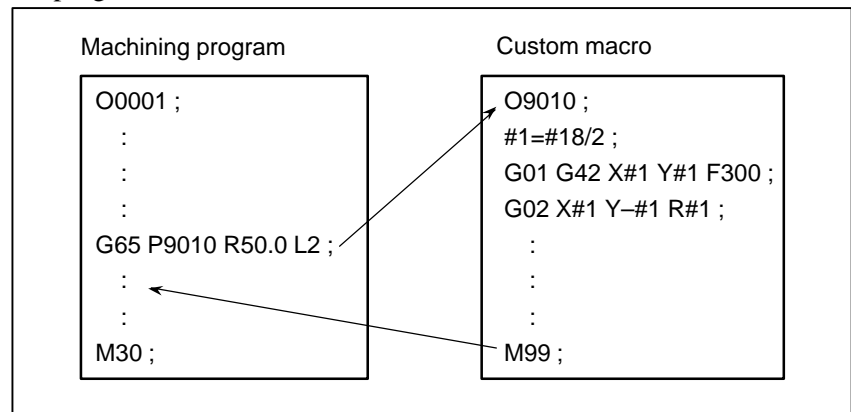 Machining program
O0001 ;
:
:
:
G65 P9010 R50.0 L2 ;
:
:
:
M30 ;
Custom macro
O9010 ;
#1=#18/2 ;
G01 G42 X#1 Y#1 F300 ;
G02 X#1 Y–#1 R#1 ;
:
:
:
M99 ;